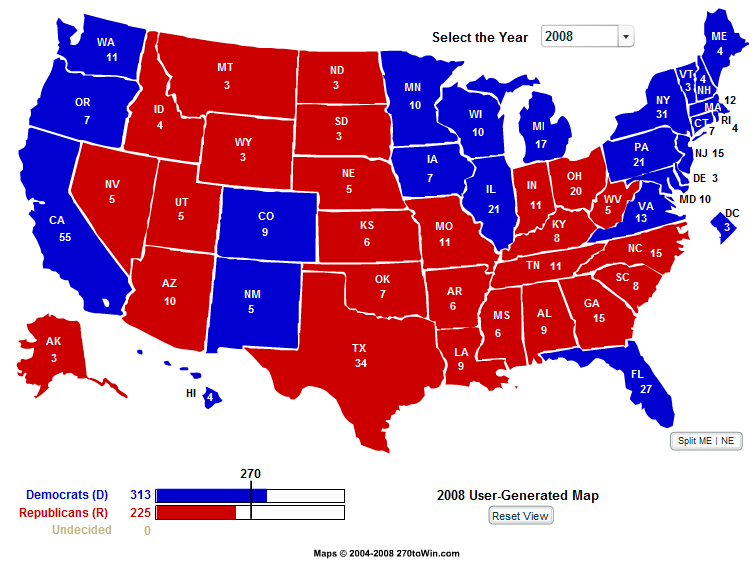 Select the Year 2008
WA
11
OR
7
CA
55
NV
5
ID
4
MT
3
WY
3
UT
5
AZ
10
CO
9
NM
5
ND
3
SD
3
NE
5
KS
6
OK
7
TX
34
MN
10
IA
7
MO
11
AR
6
LA
9
WI
10
IL
21
MI
17
IN
11
OH
20
KY
8
TN 11
MS
6
AL
9
GA
15
FL
27
SC
8
NC 15
VA
13
WV
5
PA
21
NY
31
VT
3
4
NH
ME
4
MA
12
RI
4
CT
7
NJ 15
DE 3
MD 10
DC
3
AK
3
HI
4
Split ME | NE
270
Democrats (D) 313
Republicans (R) 225
Undecided 0
2008 User-Generated Map
Reset View
Maps © 2004-2008 270toWin.com